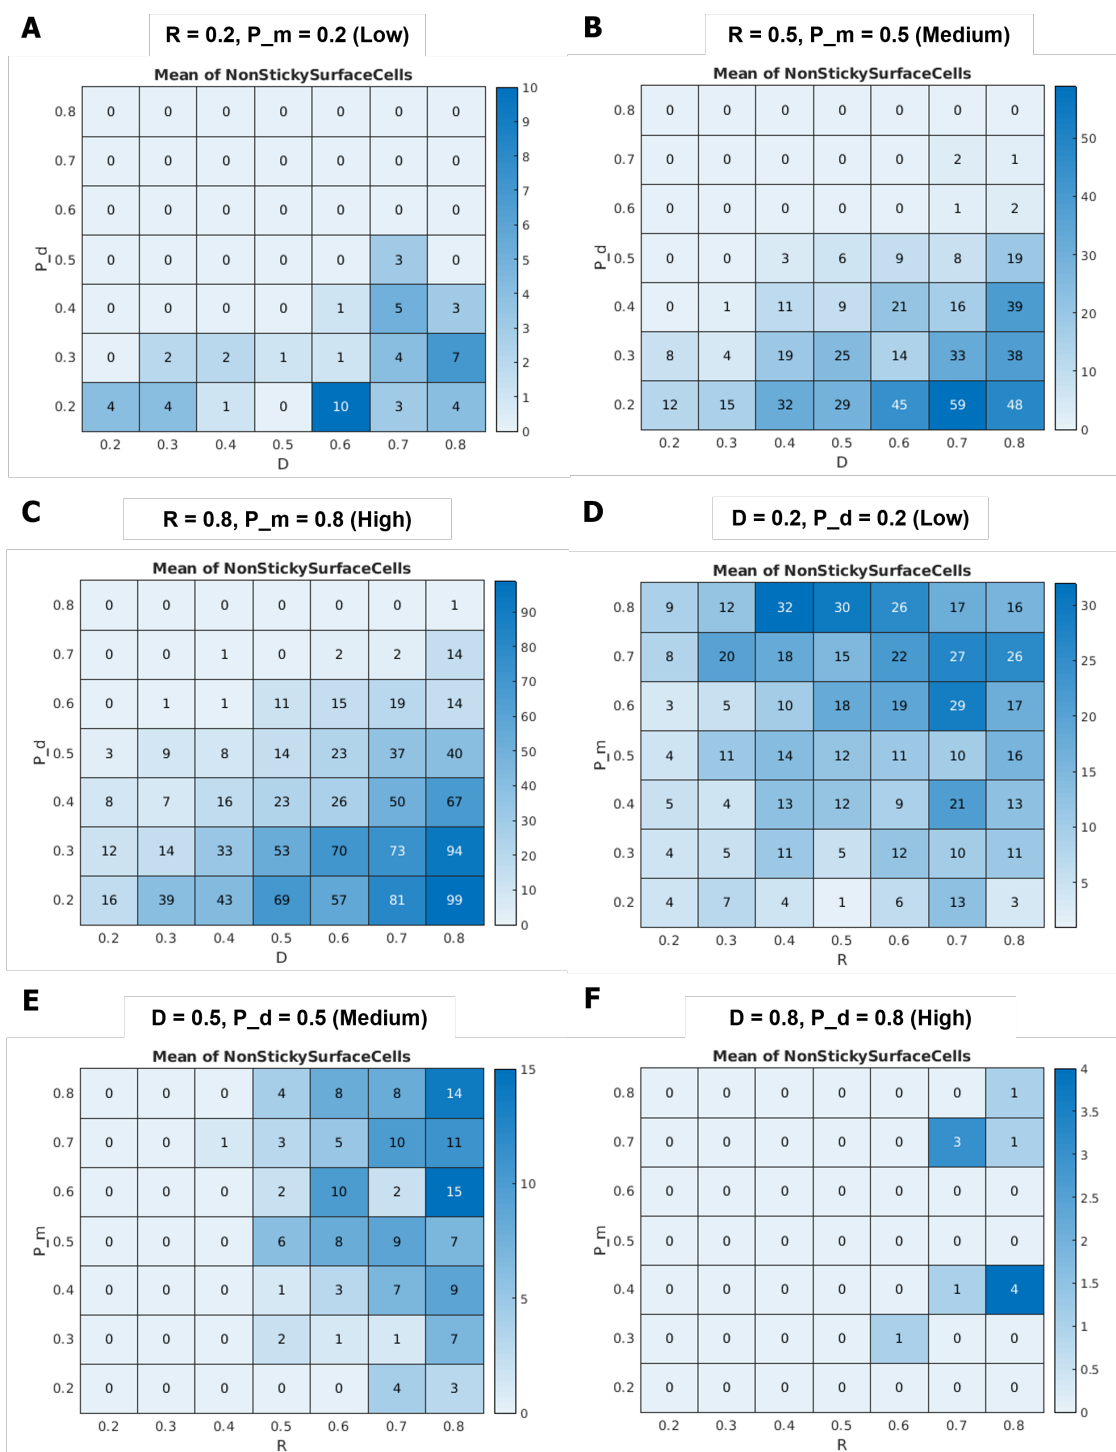 A
R = 0.2, P_m = 0.2 (Low)
Mean of NonStickySurfaceCells
0.8 0 0 0 0 0 0 0
0.7 0 0 0 0 0 0 0
0.6 0 0 0 0 0 0 0
0.5 0 0 0 0 0 3 0
0.4 0 0 0 0 1 5 3
0.3 0 2 2 1 1 4 7
0.2 4 4 1 0 10 3 4
0.2 0.3 0.4 0.5 0.6 0.7 0.8
D
P_d
10
9
8
7
6
5
4
3
2
1
0
B
R = 0.5, P_m = 0.5 (Medium)
Mean of NonStickySurfaceCells
0.8 0 0 0 0 0 0 0
0.7 0 0 0 0 0 2 1
0.6 0 0 0 0 0 1 2
0.5 0 0 3 6 9 8 19
0.4 0 1 11 9 21 16 39
0.3 8 4 19 25 14 33 38
0.2 12 15 32 29 45 59 48
0.2 0.3 0.4 0.5 0.6 0.7 0.8
D
P_d
50
40
30
20
10
0
C
R = 0.8, P_m = 0.8 (High)
Mean of NonStickySurfaceCells
0.8 0 0 0 0 0 0 1
0.7 0 0 1 0 2 2 14
0.6 0 1 1 11 15 19 14
0.5 3 9 8 14 23 37 40
0.4 8 7 16 23 26 50 67
0.3 12 14 33 53 70 73 94
0.2 16 39 43 69 57 81 99
0.2 0.3 0.4 0.5 0.6 0.7 0.8
D
P_d
90
80
70
60
50
40
30
20
10
0
D
D = 0.2, P_d = 0.2 (Low)
Mean of NonStickySurfaceCells
0.8 9 12 32 30 26 17 16
0.7 8 20 18 15 22 27 26
0.6 3 5 10 18 19 29 17
0.5 4 11 14 12 11 10 16
0.4 5 4 13 12 9 21 13
0.3 4 5 11 5 12 10 11
0.2 4 7 4 1 6 13 3
0.2 0.3 0.4 0.5 0.6 0.7 0.8
R
P_m
30
25
20
15
10
5
E
D = 0.5, P_d = 0.5 (Medium)
Mean of NonStickySurfaceCells
0.8 0 0 0 4 8 8 14
0.7 0 0 1 3 5 10 11
0.6 0 0 0 2 10 2 15
0.5 0 0 0 6 8 9 7
0.4 0 0 0 1 3 7 9
0.3 0 0 0 2 1 1 7
0.2 0 0 0 0 0 4 3
0.2 0.3 0.4 0.5 0.6 0.7 0.8
R
P_m
15
10
5
0
F
D = 0.8, P_d = 0.8 (High)
Mean of NonStickySurfaceCells
0.8 0 0 0 0 0 0 1
0.7 0 0 0 0 0 3 1
0.6 0 0 0 0 0 0 0
0.5 0 0 0 0 0 0 0
0.4 0 0 0 0 0 1 4
0.3 0 0 0 0 1 0 0
0.2 0 0 0 0 0 0 0
0.2 0.3 0.4 0.5 0.6 0.7 0.8
R
P_m
4
3.5
3
2.5
2
1.5
1
0.5
0